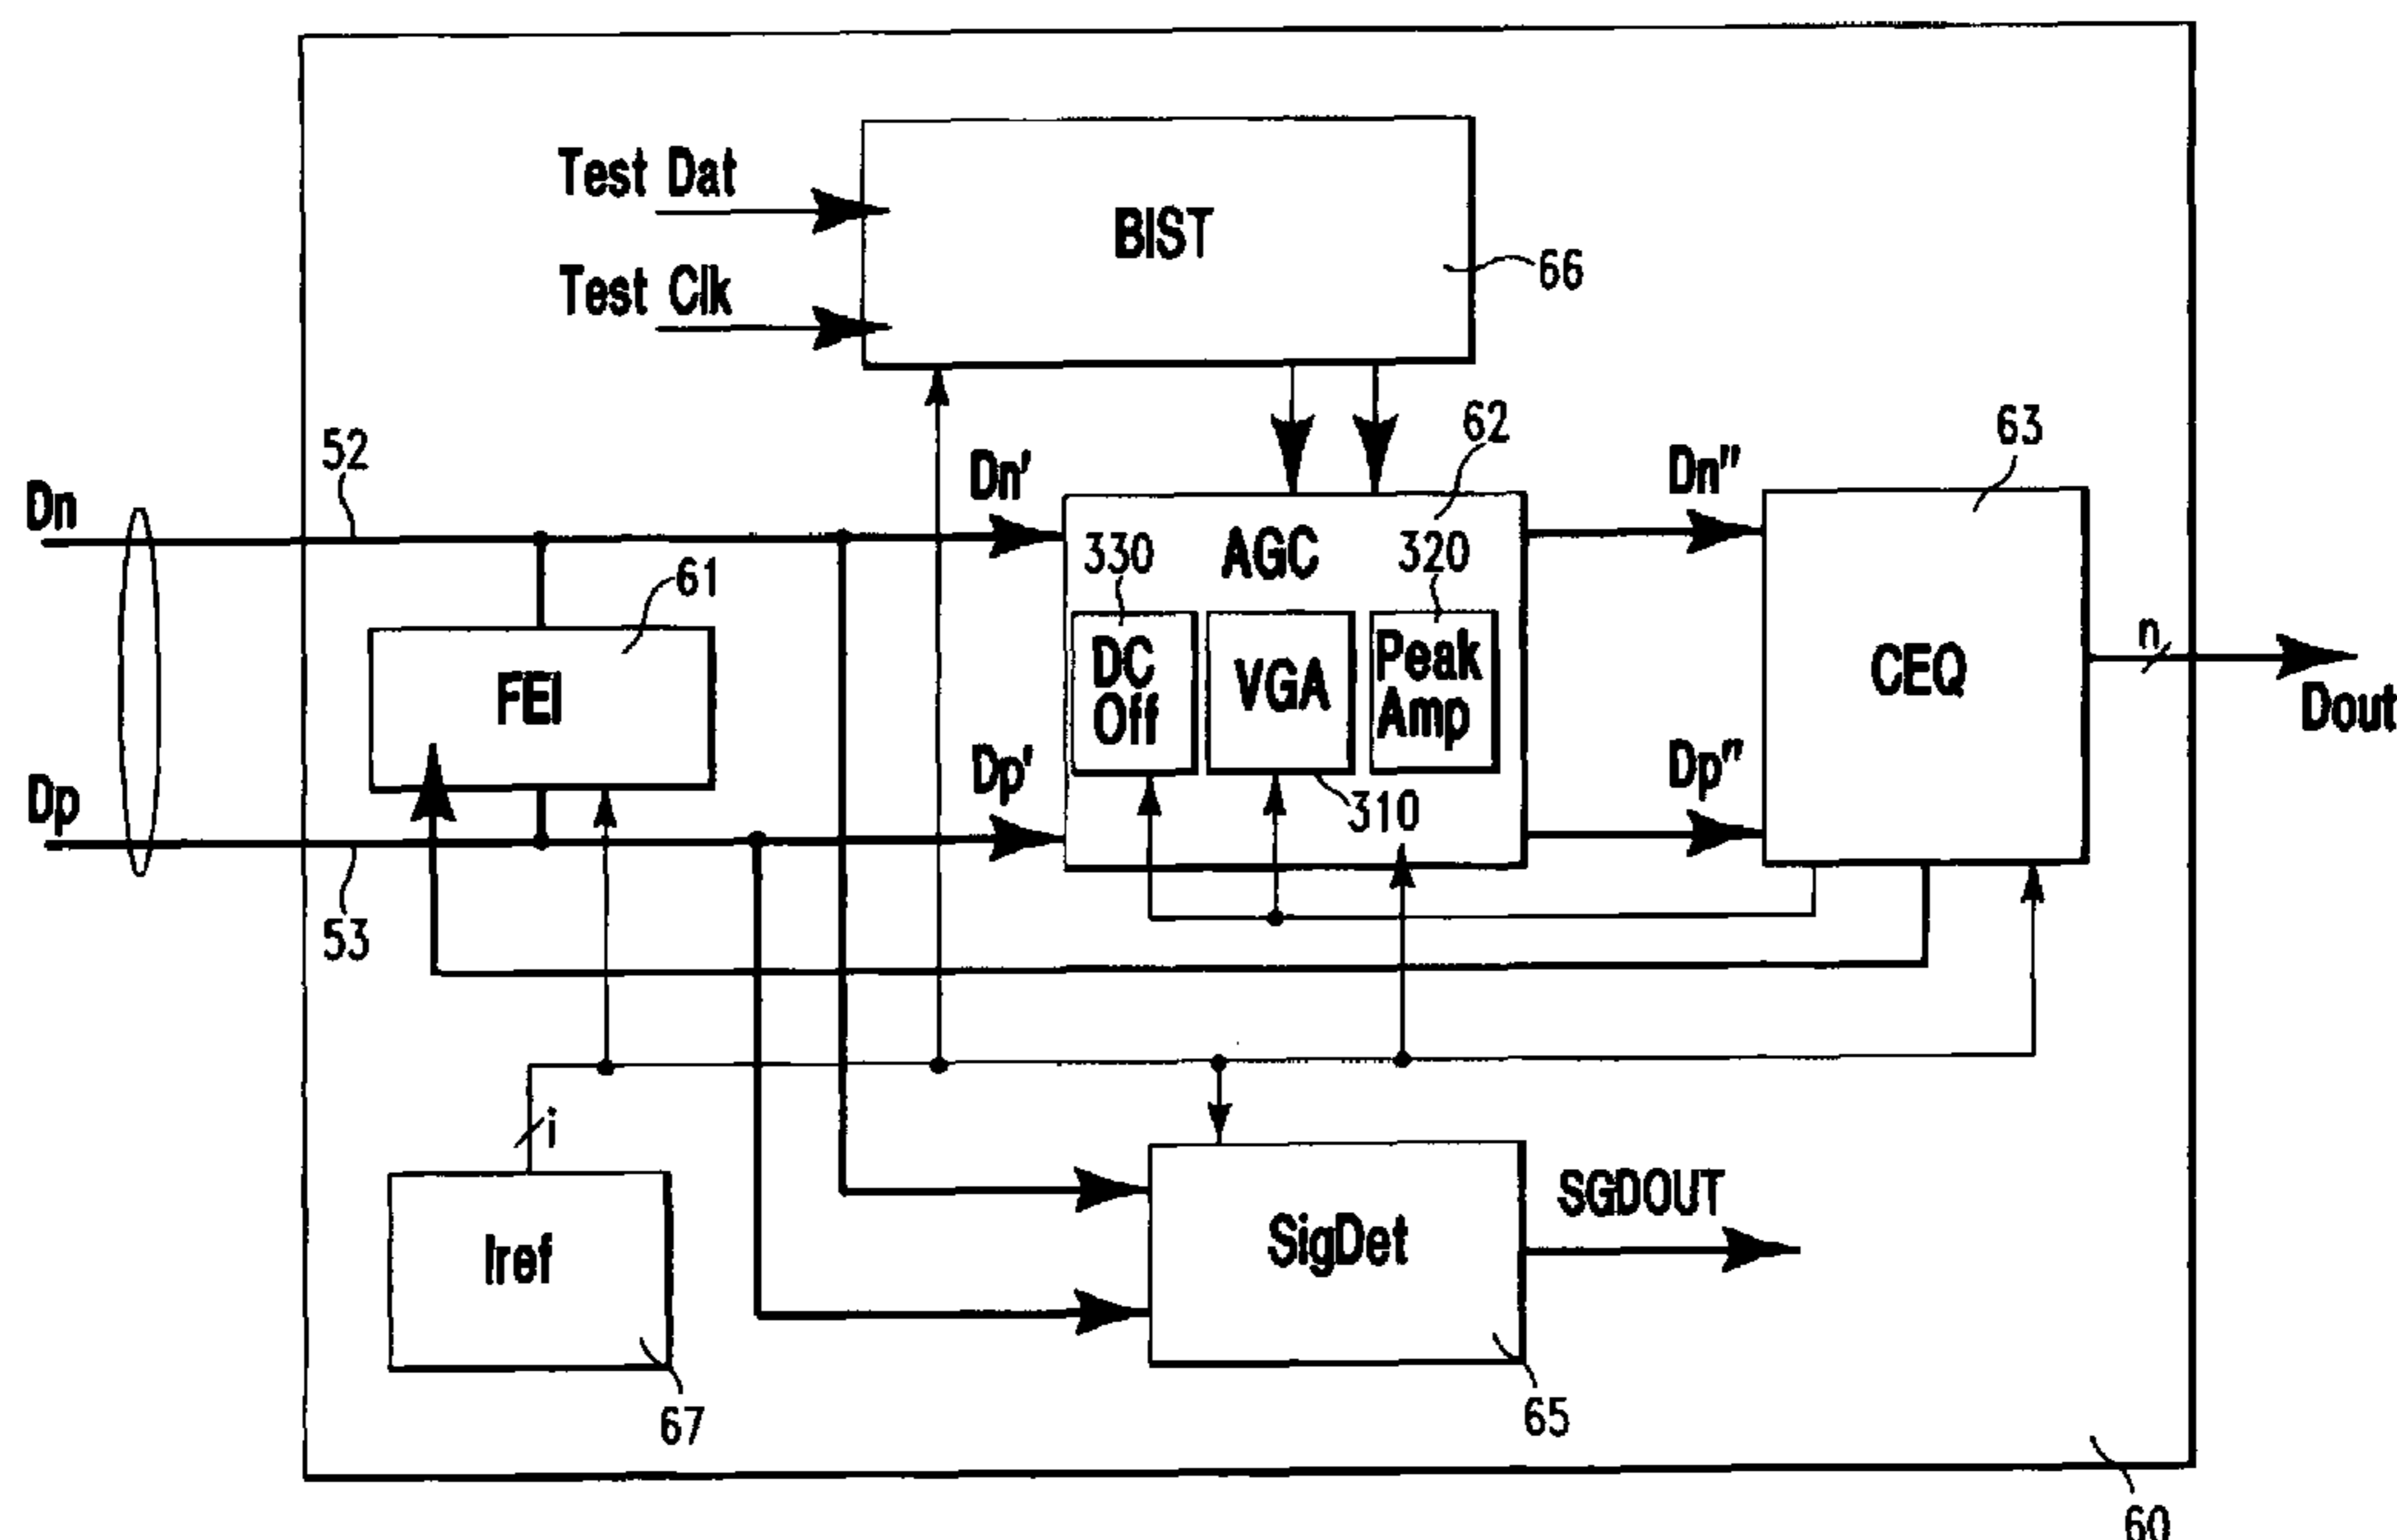 Test Dat
BIST
Test Clk
66
52
Dn'
62
63
Dn
Dn"
330
AGC
320
61
n
DC
Off
VGA
Peak
Amp
CEQ
FEI
Dout
Dp
Dp'
Dp"
310
53
i
SGDOUT
Iref
SigDet
67
65
60